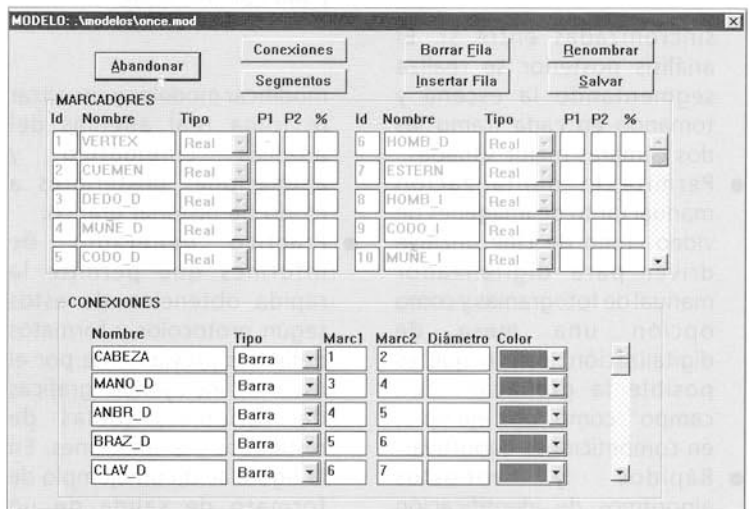 MODELO: .\modelos\once.mod
Abandonar
Conexiones
Borrar Fila
Renombrar
Segmentos
Insertar Fila
Salvar
MARCADORES
Id Nombre Tipo P1 P2 % Id Nombre Tipo P1 P2 %
1 VERTEX Real - 6 HOMB_D Real
2 CUEMEN Real 7 ESTERN Real
3 DEDO_D Real 8 HOMB_I Real
4 MUÑE_D Real 9 CODO_I Real
5 CODO_D Real 10 MUÑE_I Real
CONEXIONES
Nombre Tipo Marc1 Marc2 Diámetro Color
CABEZA Barra 1 2
MANO_D Barra 3 4
ANBR_D Barra 4 5
BRAZ_D Barra 5 6
CLAV_D Barra 6 7